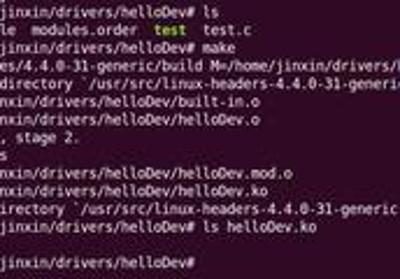 jinxin/drivers/helloDev# ls
le modules.order test test.c
jinxin/drivers/helloDev# make
es/4.4.0-31-generic/build M=/home/jinxin/drivers/
directory `/usr/src/linux-headers-4.4.0-31-generi
nxin/drivers/helloDev/built-in.o
nxin/drivers/helloDev/helloDev.o
, stage 2.
s
nxin/drivers/helloDev/helloDev.mod.o
nxin/drivers/helloDev/helloDev.ko
irectory `/usr/src/linux-headers-4.4.0-31-generic
jinxin/drivers/helloDev# ls helloDev.ko
jinxin/drivers/helloDev#